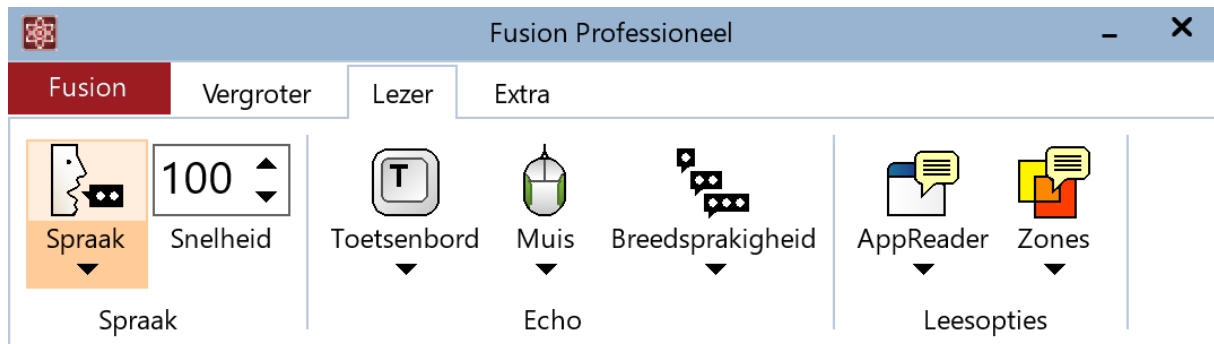 Fusion Professioneel
Fusion Vergroter Lezer Extra
100
Spraak Snelheid Toetsenbord Muis Breedsprakigheid AppReader Zones
Spraak Echo Leesopties